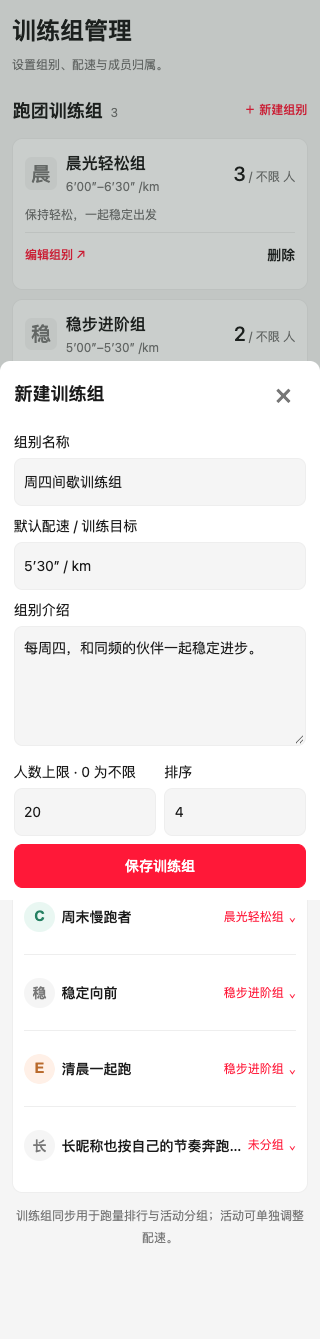 训练组管理
设置组别、配速与成员归属。
跑团训练组 3
＋ 新建组别
晨
晨光轻松组
6′00″–6′30″ /km
3 / 不限 人
保持轻松，一起稳定出发
编辑组别 ↗
删除
稳
稳步进阶组
5′00″–5′30″ /km
2 / 不限 人
新建训练组
×
组别名称
周四间歇训练组
默认配速 / 训练目标
5′30″ / km
组别介绍
每周四，和同频的伙伴一起稳定进步。
人数上限 · 0 为不限
排序
20
4
保存训练组
C
周末慢跑者
晨光轻松组
稳
稳定向前
稳步进阶组
E
清晨一起跑
稳步进阶组
长
长昵称也按自己的节奏奔跑...
未分组
训练组同步用于跑量排行与活动分组；活动可单独调整
配速。